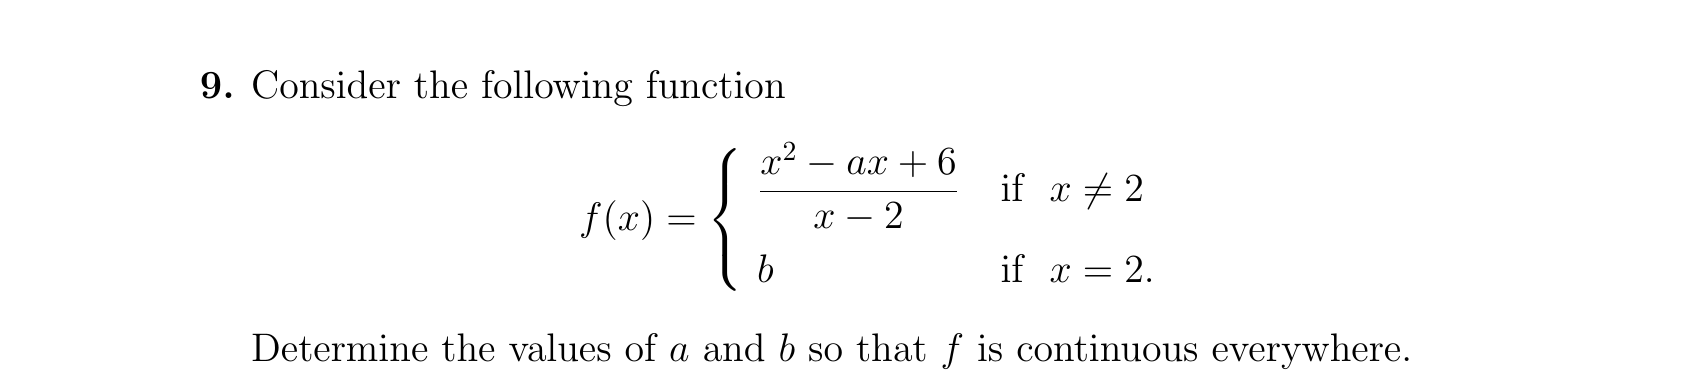 9. Consider the following function
f(x) = { (x² − ax + 6)/(x − 2) if x ≠ 2
b if x = 2.
Determine the values of a and b so that f is continuous everywhere.